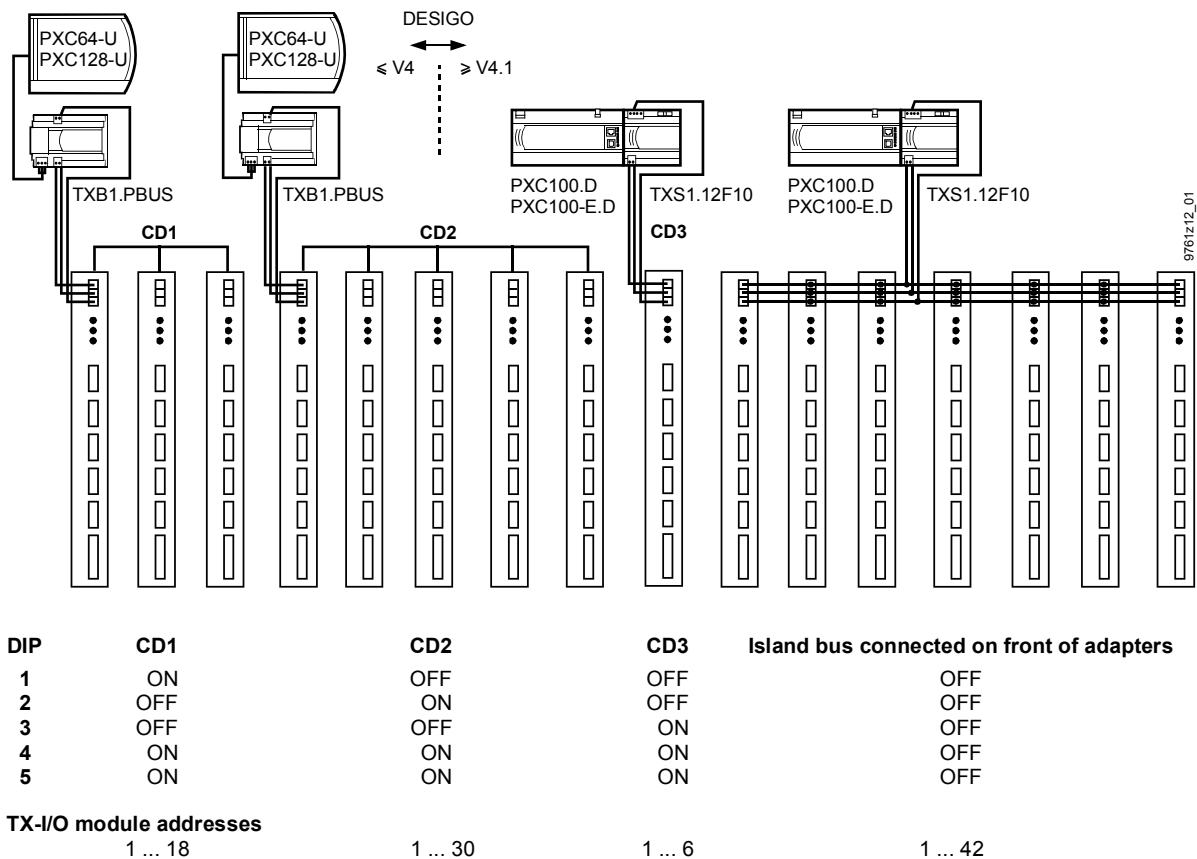 DESIGO
PXC64-U
PXC128-U
PXC64-U
PXC128-U
⩽ V4
⩾ V4.1
TXB1.PBUS
TXB1.PBUS
PXC100.D
PXC100-E.D
TXS1.12F10
PXC100.D
PXC100-E.D
TXS1.12F10
9761z12_01
CD1
CD2
CD3
DIP CD1 CD2 CD3 Island bus connected on front of adapters
1 ON OFF OFF OFF
2 OFF ON OFF OFF
3 OFF OFF ON OFF
4 ON ON ON OFF
5 ON ON ON OFF
TX-I/O module addresses
1 ... 18 1 ... 30 1 ... 6 1 ... 42